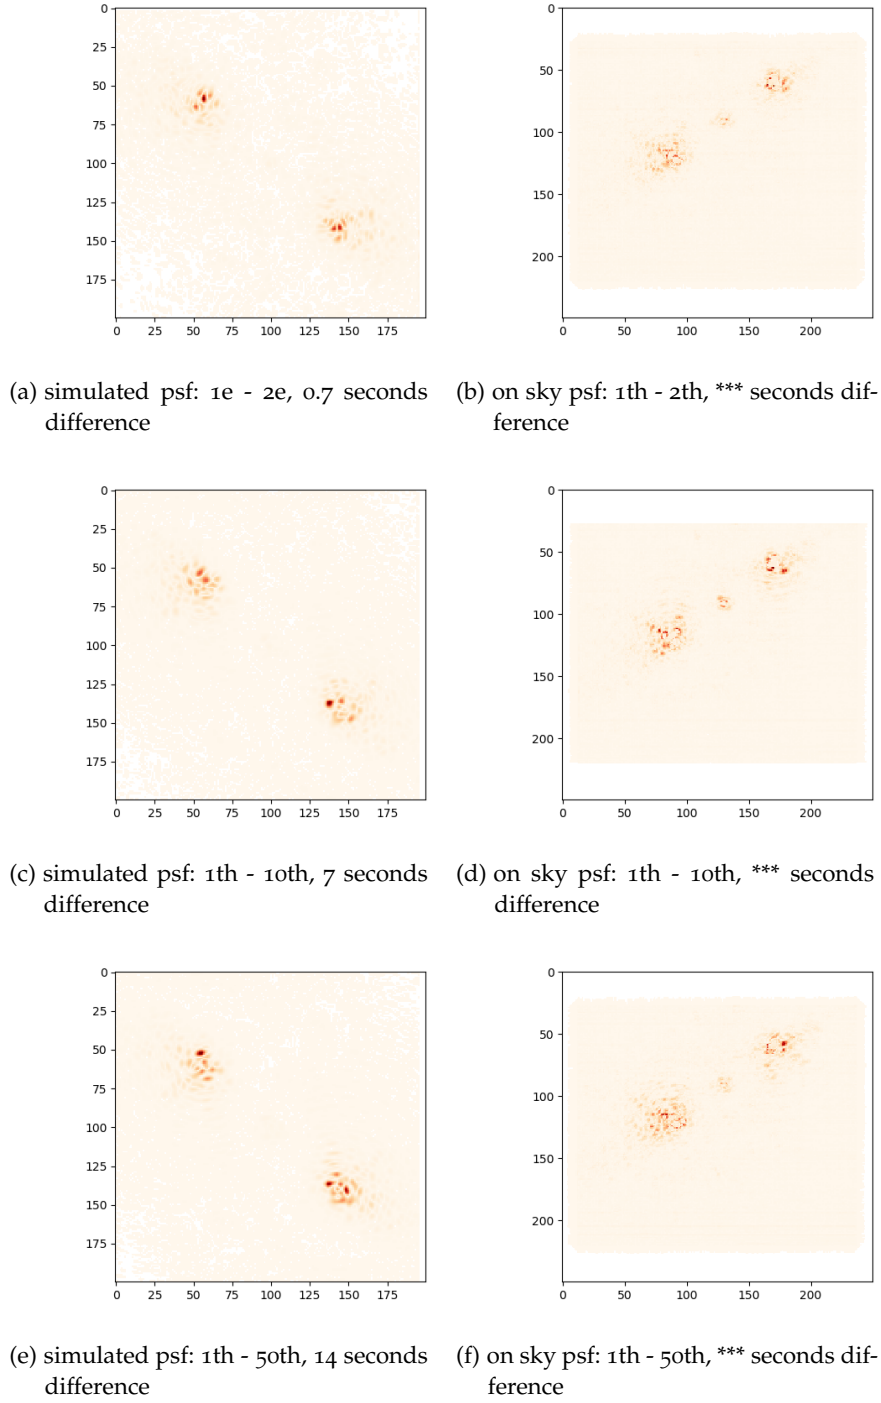 0
25
50
75
100
125
150
175
0 25 50 75 100 125 150 175
(a) simulated psf: 1e - 2e, 0.7 seconds
difference
0
50
100
150
200
0 50 100 150 200
(b) on sky psf: 1th - 2th, *** seconds dif-
ference
0
25
50
75
100
125
150
175
0 25 50 75 100 125 150 175
(c) simulated psf: 1th - 10th, 7 seconds
difference
0
50
100
150
200
0 50 100 150 200
(d) on sky psf: 1th - 10th, *** seconds
difference
0
25
50
75
100
125
150
175
0 25 50 75 100 125 150 175
(e) simulated psf: 1th - 50th, 14 seconds
difference
0
50
100
150
200
0 50 100 150 200
(f) on sky psf: 1th - 50th, *** seconds dif-
ference